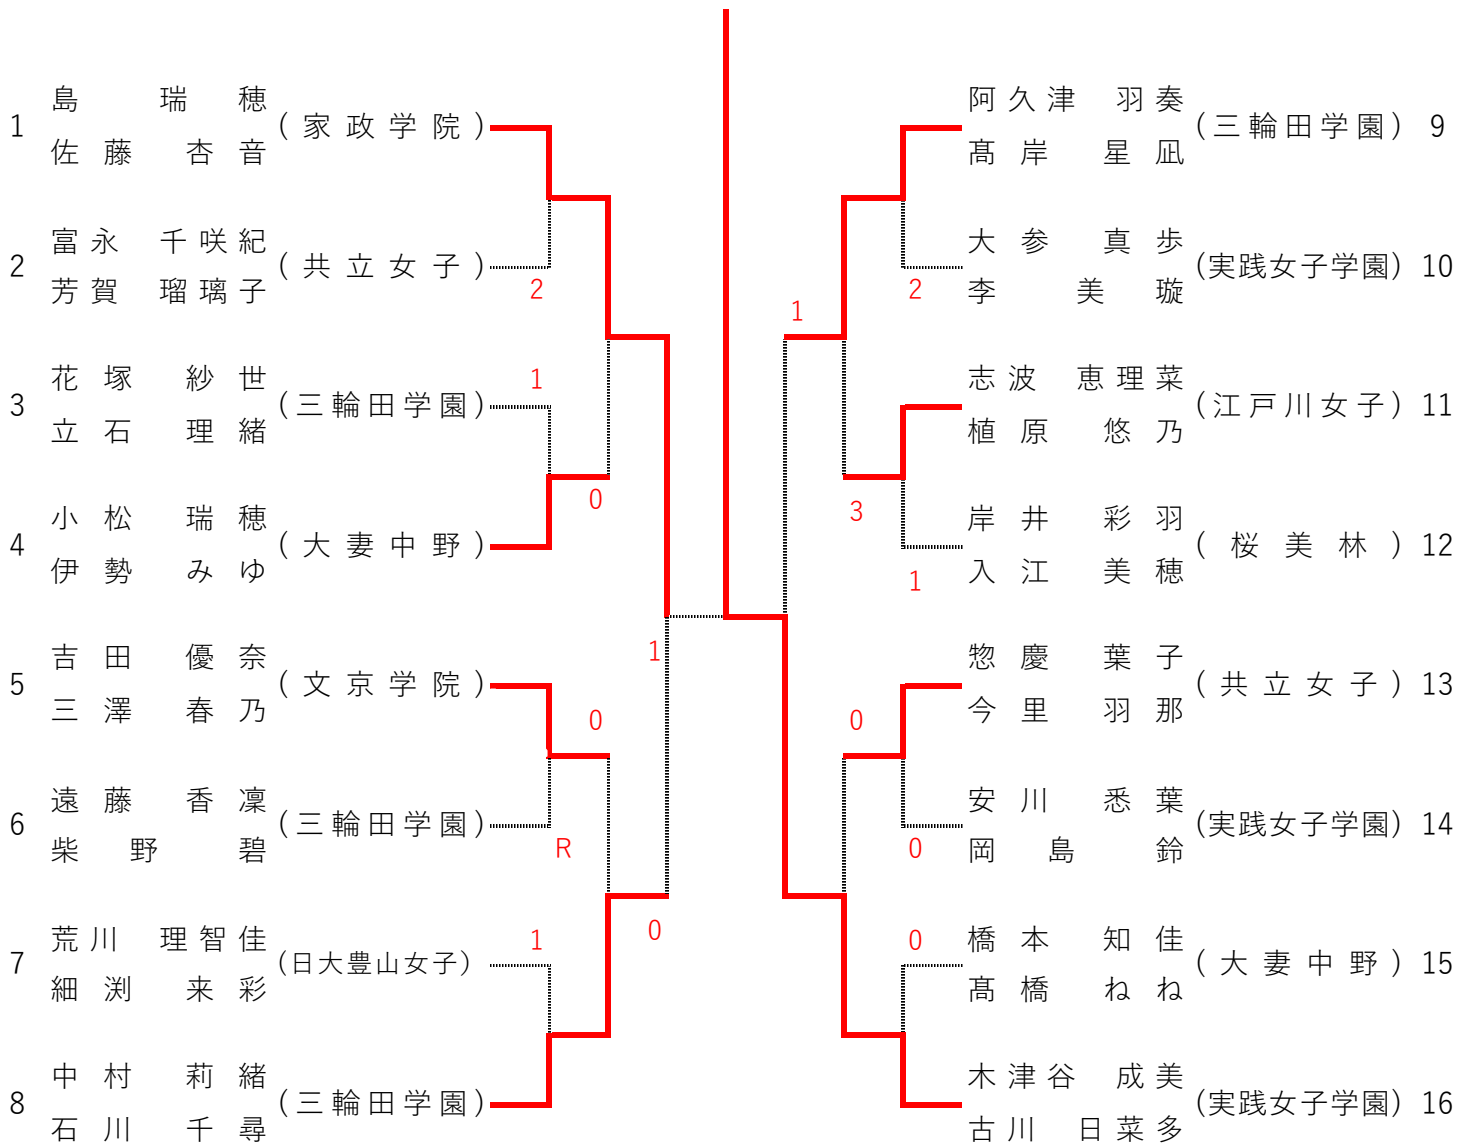 島 瑞穂
1 (家政学院)
佐藤 杏音
富永 千咲紀
2 (共立女子)
芳賀 瑠璃子
2
花塚 紗世
1
3 (三輪田学園)
立石 理緒
小松 瑞穂
0
4 (大妻中野)
伊勢 みゆ
吉田 優奈
1
5 (文京学院)
三澤 春乃
0
遠藤 香凜
6 (三輪田学園)
柴野 碧
R
荒川 理智佳
1
0
7 (日大豊山女子)
細渕 来彩
中村 莉緒
8 (三輪田学園)
石川 千尋
阿久津 羽奏
(三輪田学園) 9
髙岸 星凪
大参 真歩
(実践女子学園) 10
李 美璇
2
1
志波 恵理菜
(江戸川女子) 11
植原 悠乃
3
岸井 彩羽
(桜美林) 12
入江 美穂
1
惣慶 葉子
(共立女子) 13
今里 羽那
0
安川 悉葉
(実践女子学園) 14
岡島 鈴
0
橋本 知佳
0
(大妻中野) 15
髙橋 ねね
木津谷 成美
(実践女子学園) 16
古川 日菜多